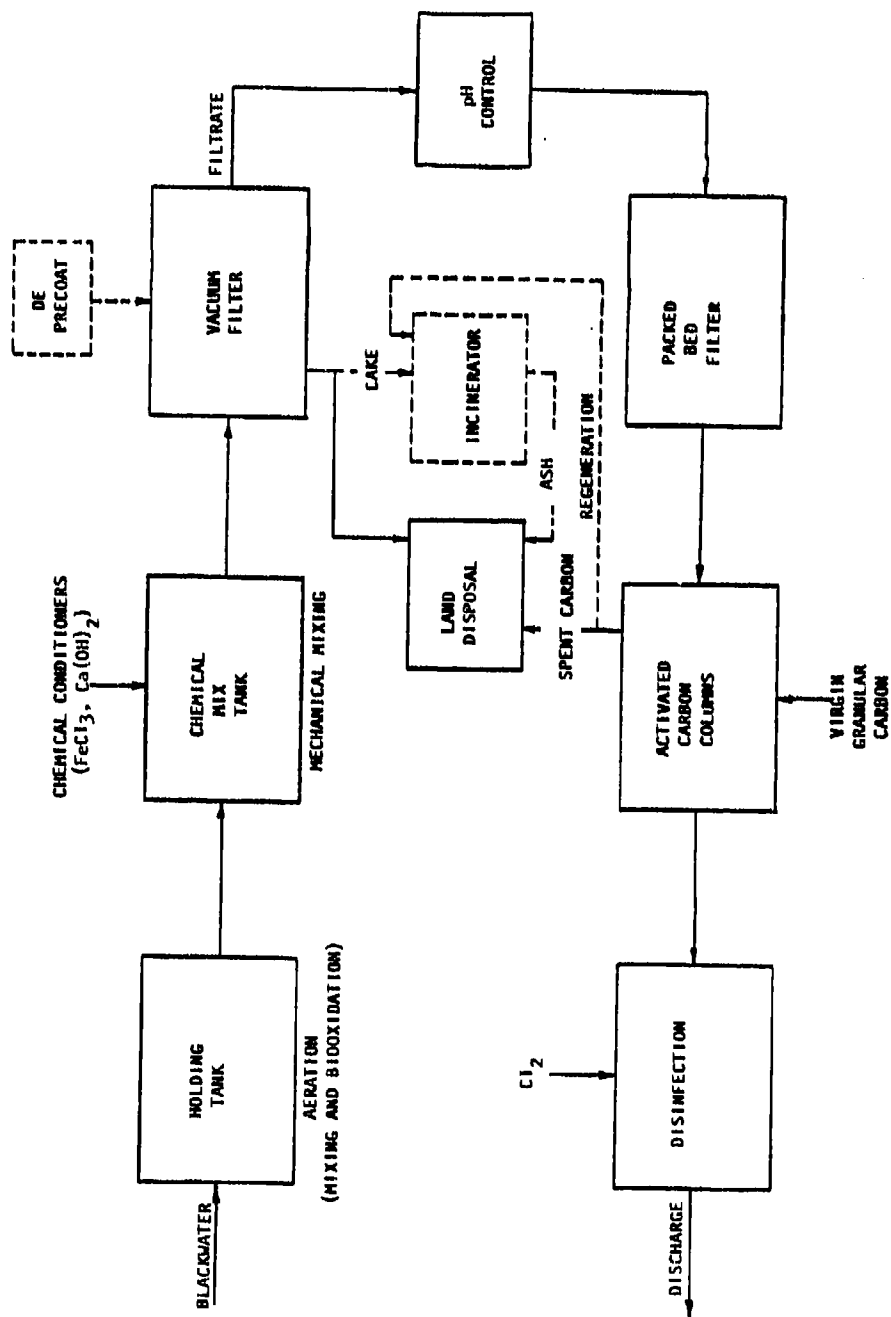 BLACKWATER
HOLDING
TANK
AERATION
(MIXING AND BIOOXIDATION)
CHEMICAL CONDITIONERS
(FeCl3, Ca(OH)2)
CHEMICAL
MIX
TANK
MECHANICAL MIXING
DE
PRECOAT
VACUUM
FILTER
FILTRATE
CAKE
INCINERATOR
ASH
REGENERATION
LAND
DISPOSAL
SPENT CARBON
pH
CONTROL
PACKED
BED
FILTER
ACTIVATED
CARBON
COLUMNS
VIRGIN
GRANULAR
CARBON
Cl2
DISINFECTION
DISCHARGE